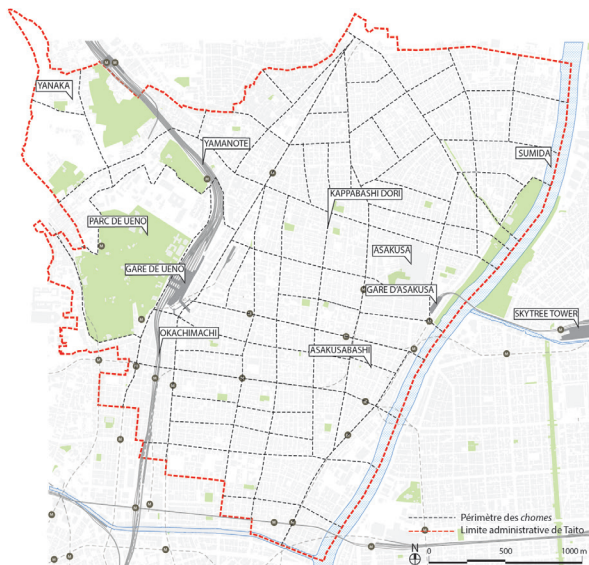 YANAKA
YAMANOTE
SUMIDA
KAPPABASHI DORI
PARC DE UENO
ASAKUSA
GARE DE UENO
GARE D'ASAKUSA
SKYTREE TOWER
OKACHIMACHI
ASAKUSABASHI
Périmètre des chomes
M Limite administrative de Taito
N
0 500 1000 m